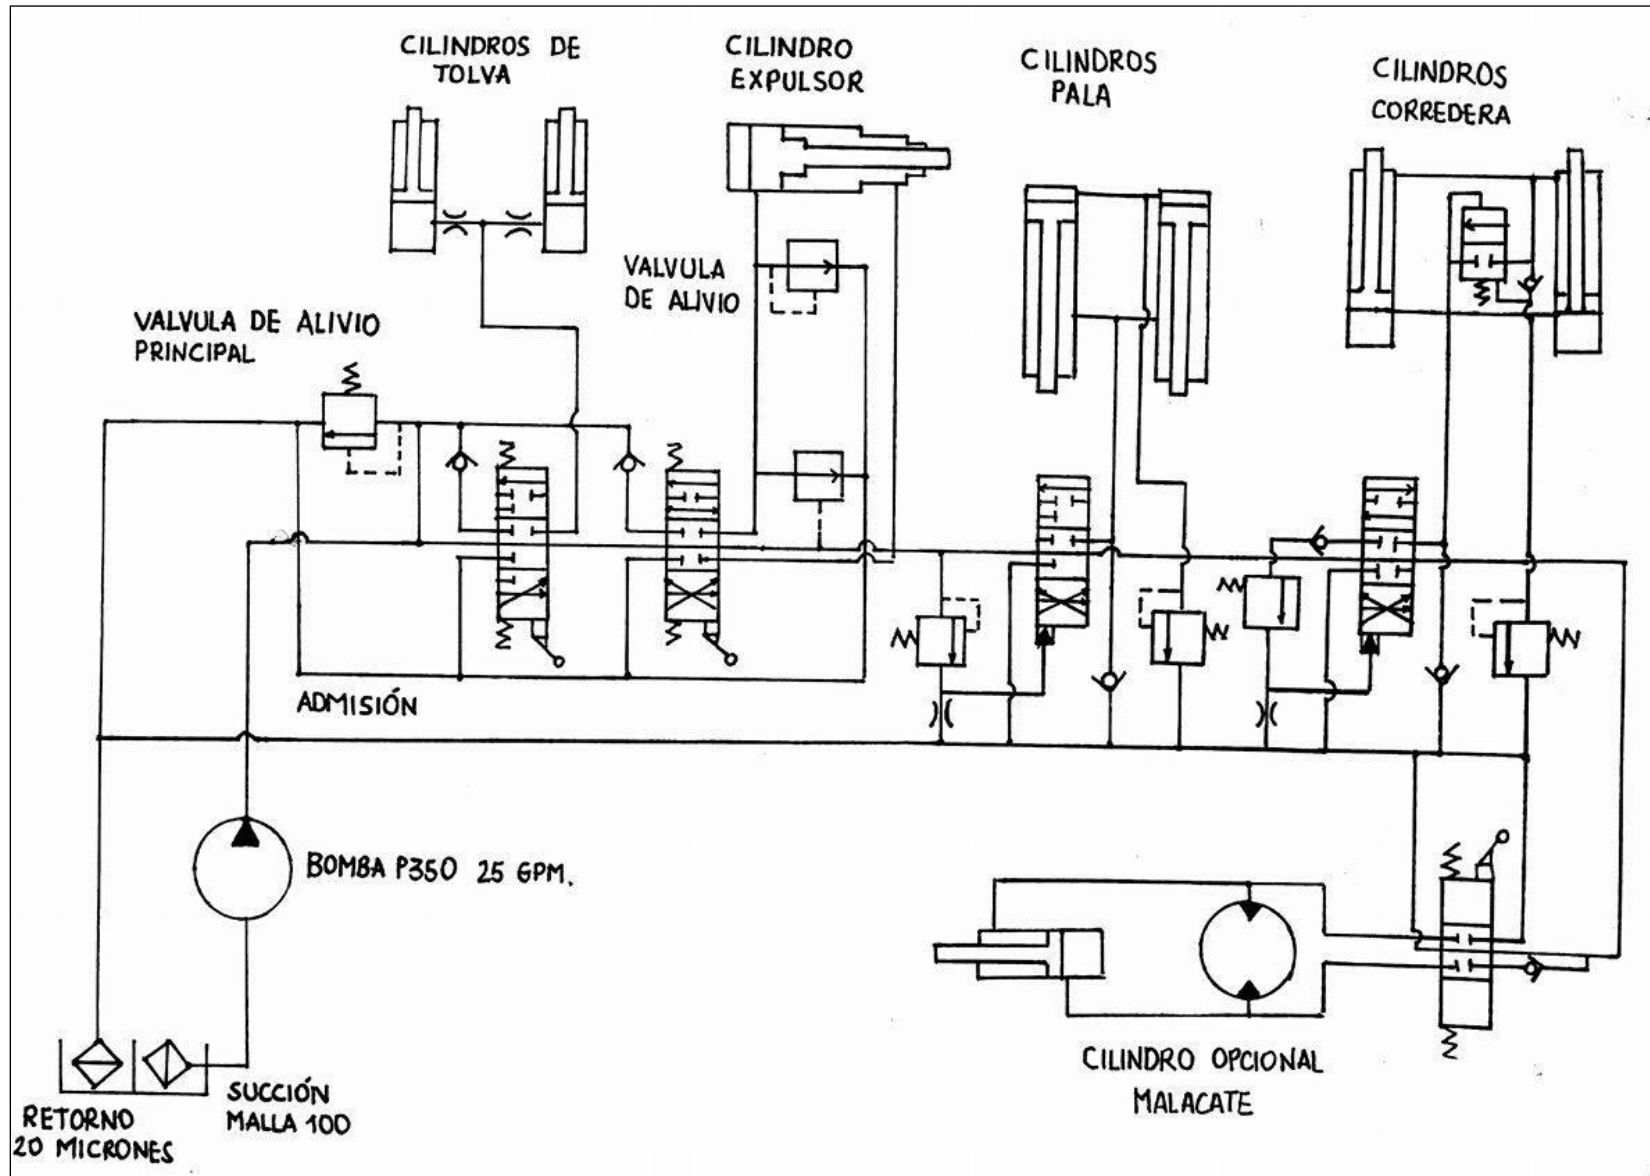 CILINDROS DE
TOLVA
CILINDRO
EXPULSOR
CILINDROS
PALA
CILINDROS
CORREDERA
VALVULA
DE ALIVIO
VALVULA DE ALIVIO
PRINCIPAL
ADMISIÓN
BOMBA P350 25 GPM.
CILINDRO OPCIONAL
MALACATE
SUCCIÓN
MALLA 100
RETORNO
20 MICRONES